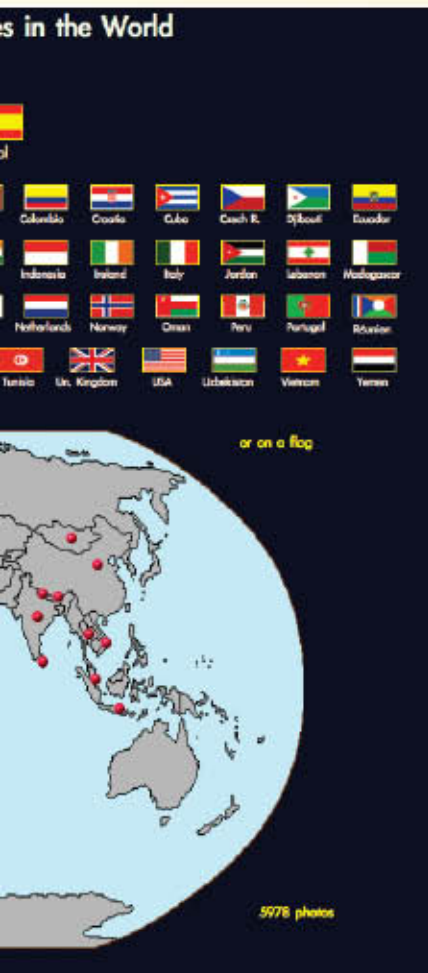 es in the World
ol
Colombia Croatia Cuba Czech R. Djibouti Ecuador
Indonesia Ireland Italy Jordan Lebanon Madagascar
Netherlands Norway Oman Peru Portugal Réunion
Tunisia Un. Kingdom USA Uzbekistan Vietnam Yemen
or on a flag
5978 photos